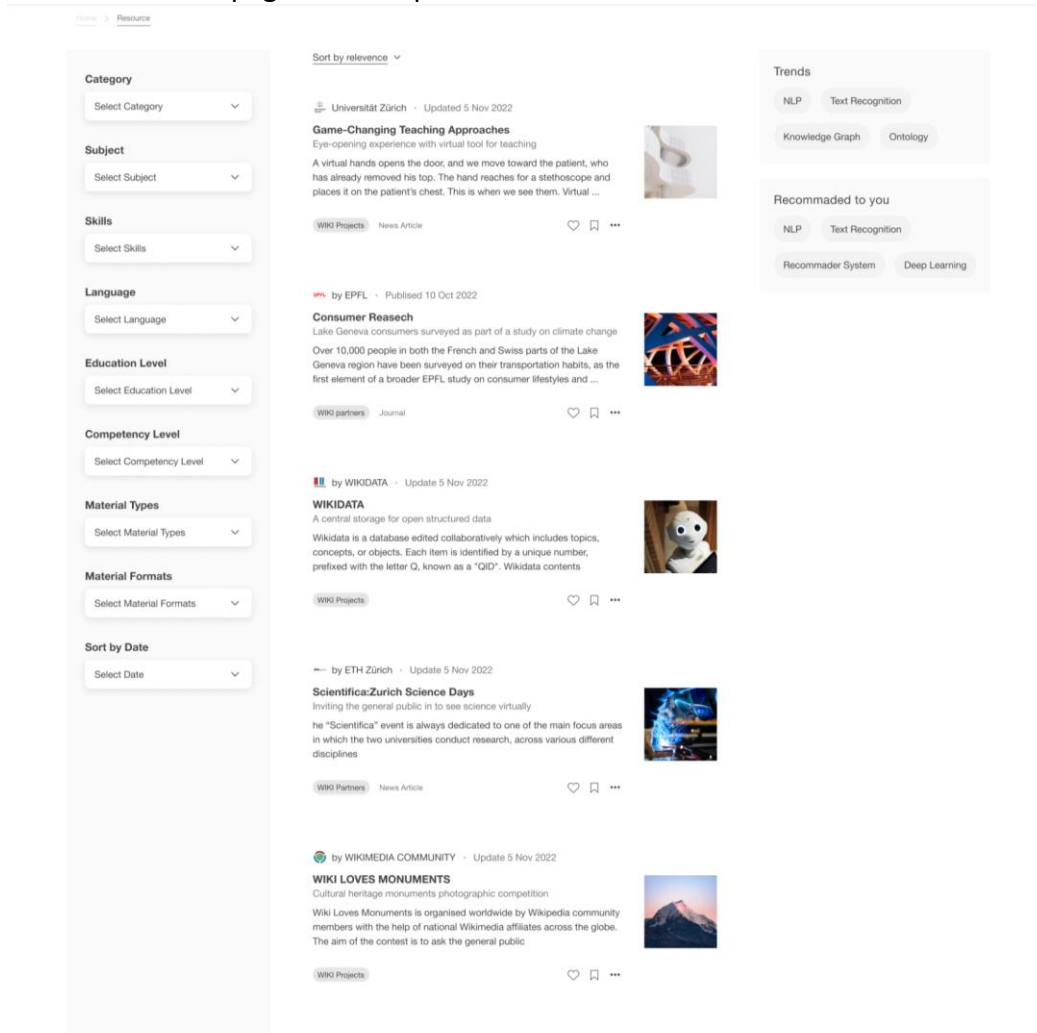 Home > Resource
Category
Select Category
Subject
Select Subject
Skills
Select Skills
Language
Select Language
Education Level
Select Education Level
Competency Level
Select Competency Level
Material Types
Select Material Types
Material Formats
Select Material Formats
Sort by Date
Select Date
Sort by relevence
Universität Zürich · Updated 5 Nov 2022
Game-Changing Teaching Approaches
Eye-opening experience with virtual tool for teaching
A virtual hands opens the door, and we move toward the patient, who
has already removed his top. The hand reaches for a stethoscope and
places it on the patient's chest. This is when we see them. Virtual ...
WIKI Projects News Article
EPFL by EPFL · Publised 10 Oct 2022
Consumer Reasech
Lake Geneva consumers surveyed as part of a study on climate change
Over 10,000 people in both the French and Swiss parts of the Lake
Geneva region have been surveyed on their transportation habits, as the
first element of a broader EPFL study on consumer lifestyles and ...
WIKI partners Journal
by WIKIDATA · Update 5 Nov 2022
WIKIDATA
A central storage for open structured data
Wikidata is a database edited collaboratively which includes topics,
concepts, or objects. Each item is identified by a unique number,
prefixed with the letter Q, known as a "QID". Wikidata contents
WIKI Projects
by ETH Zürich · Update 5 Nov 2022
Scientifica:Zurich Science Days
Inviting the general public in to see science virtually
he "Scientifica" event is always dedicated to one of the main focus areas
in which the two universities conduct research, across various different
disciplines
WIKI Partners News Article
by WIKIMEDIA COMMUNITY · Update 5 Nov 2022
WIKI LOVES MONUMENTS
Cultural heritage monuments photographic competition
Wiki Loves Monuments is organised worldwide by Wikipedia community
members with the help of national Wikimedia affiliates across the globe.
The aim of the contest is to ask the general public
WIKI Projects
Trends
NLP Text Recognition
Knowledge Graph Ontology
Recommaded to you
NLP Text Recognition
Recommader System Deep Learning